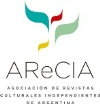 AReCIA
ASOCIACIÓN DE REVISTAS
CULTURALES INDEPENDIENTES
DE ARGENTINA